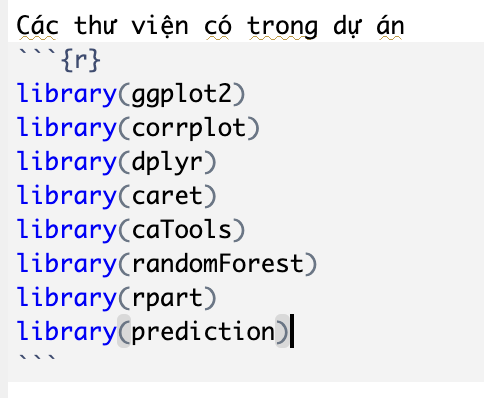 Các thư viện có trong dự án
```{r}
library(ggplot2)
library(corrplot)
library(dplyr)
library(caret)
library(caTools)
library(randomForest)
library(rpart)
library(prediction)
```